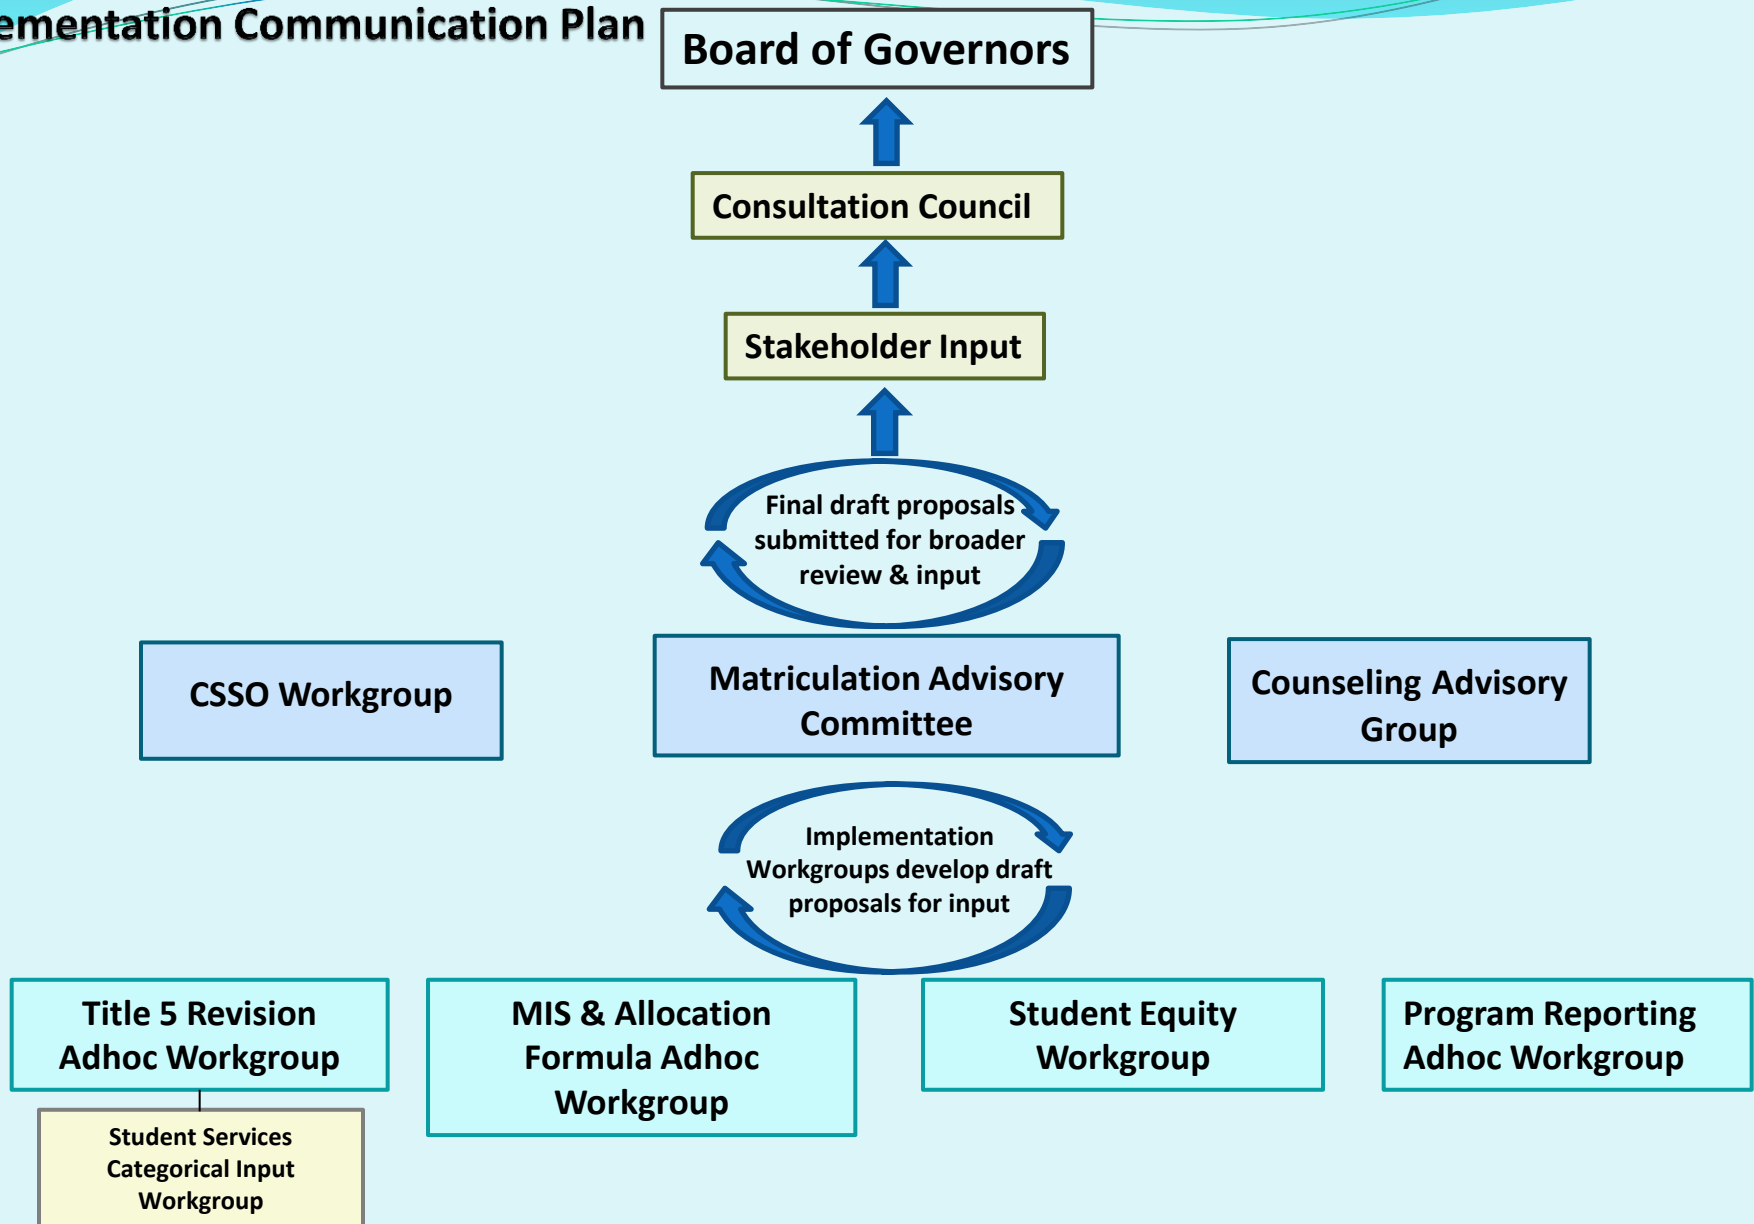 ementation Communication Plan
Board of Governors
Consultation Council
Stakeholder Input
Final draft proposals
submitted for broader
review & input
CSSO Workgroup
Matriculation Advisory
Committee
Counseling Advisory
Group
Implementation
Workgroups develop draft
proposals for input
Title 5 Revision
Adhoc Workgroup
MIS & Allocation
Formula Adhoc
Workgroup
Student Equity
Workgroup
Program Reporting
Adhoc Workgroup
Student Services
Categorical Input
Workgroup